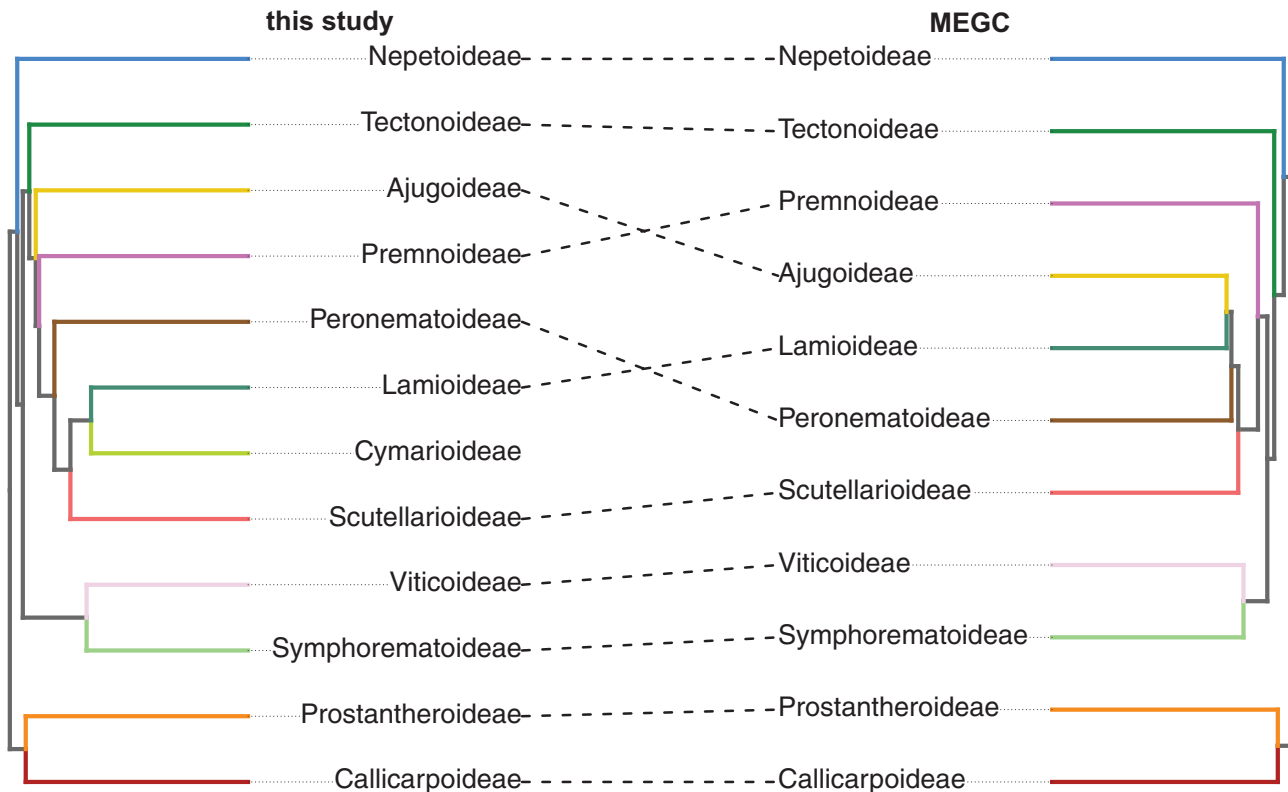 this study
MEGC
Nepetoideae
Nepetoideae
Tectonoideae
Tectonoideae
Ajugoideae
Premnoideae
Premnoideae
Ajugoideae
Peronematoideae
Lamioideae
Lamioideae
Peronematoideae
Cymarioideae
Scutellarioideae
Scutellarioideae
Viticoideae
Viticoideae
Symphorematoideae
Symphorematoideae
Prostantheroideae
Prostantheroideae
Callicarpoideae
Callicarpoideae